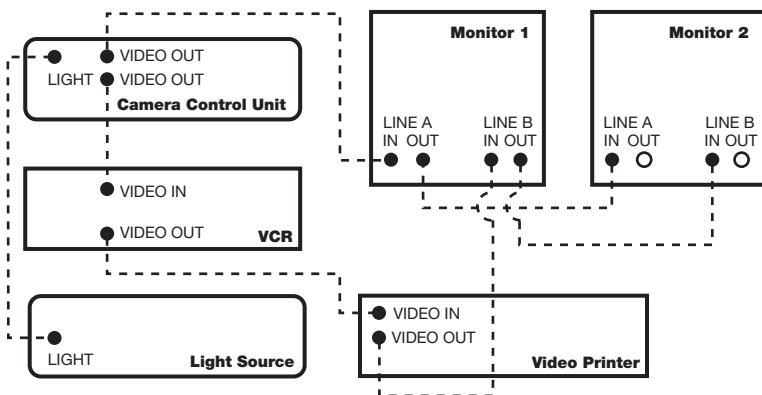 VIDEO OUT
LIGHT VIDEO OUT
Camera Control Unit
VIDEO IN
VIDEO OUT
VCR
LIGHT
Light Source
Monitor 1
LINE A LINE B
IN OUT IN OUT
Monitor 2
LINE A LINE B
IN OUT IN OUT
VIDEO IN
VIDEO OUT
Video Printer